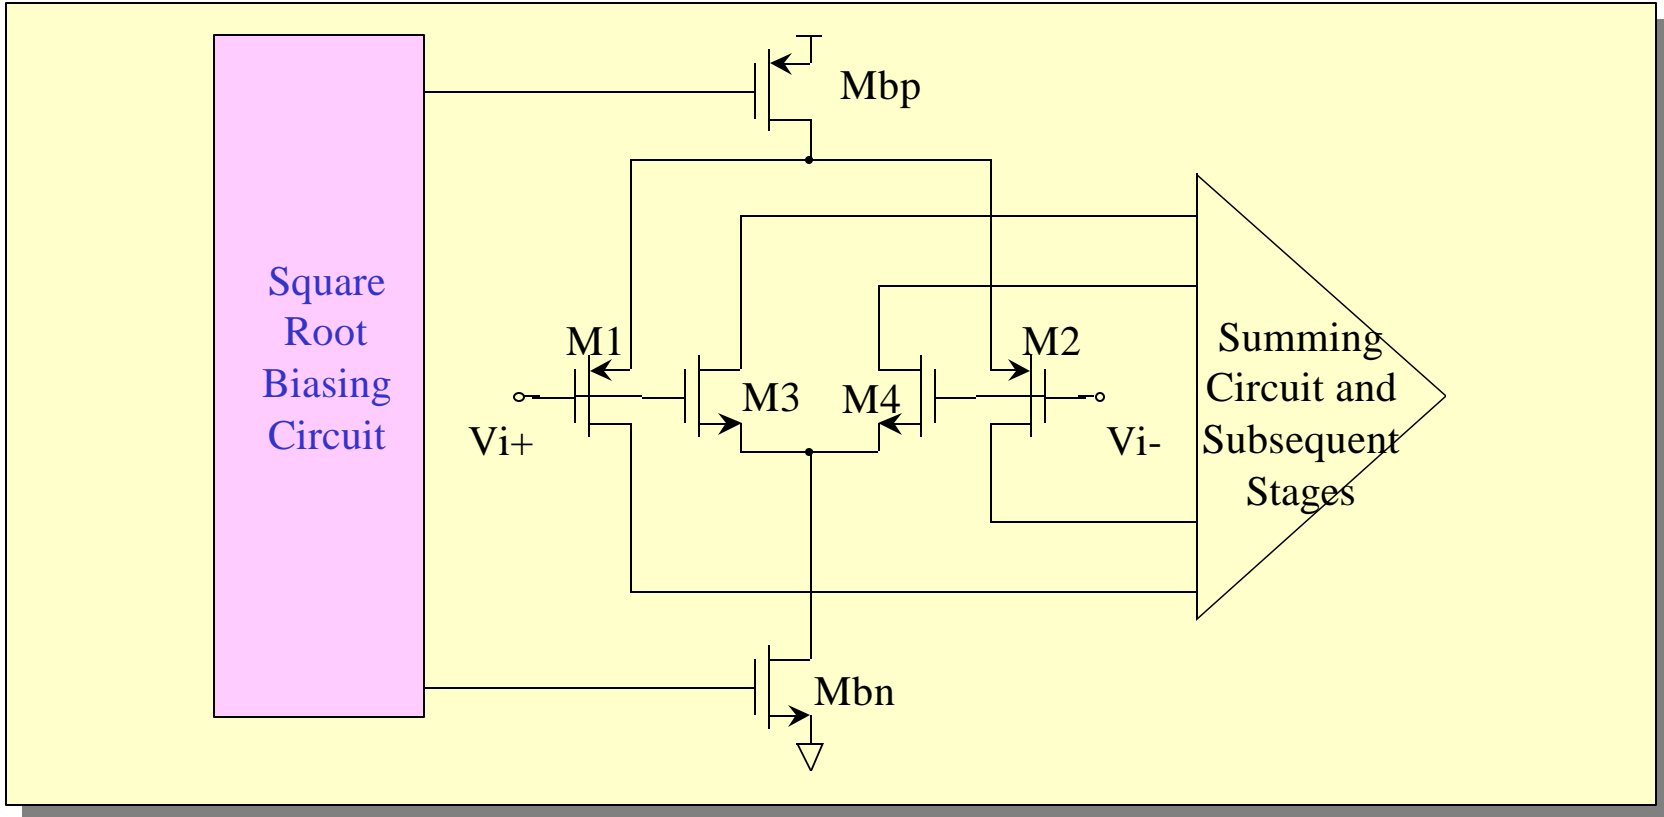 Mbp
Square
Root
Biasing
Circuit
M1
M2
M3
M4
Vi+
Vi-
Summing
Circuit and
Subsequent
Stages
Mbn